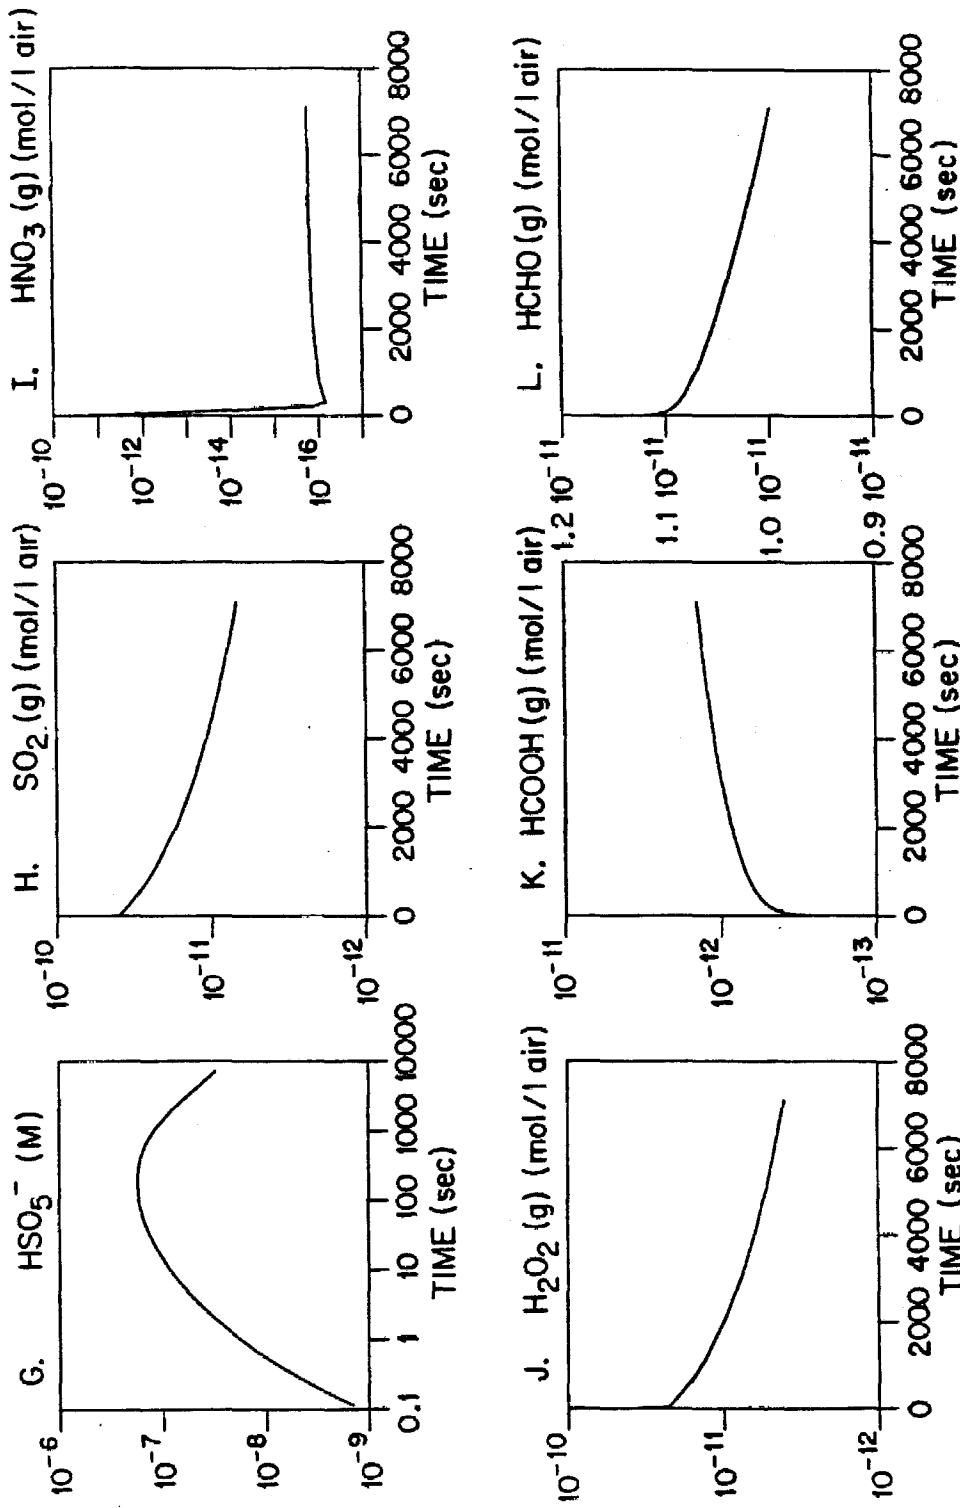 G. HSO5− (M)
10−6
10−7
10−8
10−9
0.1 1 10 100 1000 10000
TIME (sec)
H. SO2 (g) (mol/l air)
10−10
10−11
10−12
0 2000 4000 6000 8000
TIME (sec)
I. HNO3 (g) (mol/l air)
10−10
10−12
10−14
10−16
0 2000 4000 6000 8000
TIME (sec)
J. H2O2 (g) (mol/l air)
10−10
10−11
10−12
0 2000 4000 6000 8000
TIME (sec)
K. HCOOH (g) (mol/l air)
10−11
10−12
10−13
0 2000 4000 6000 8000
TIME (sec)
L. HCHO (g) (mol/l air)
1.2 10−11
1.1 10−11
1.0 10−11
0.9 10−11
0 2000 4000 6000 8000
TIME (sec)